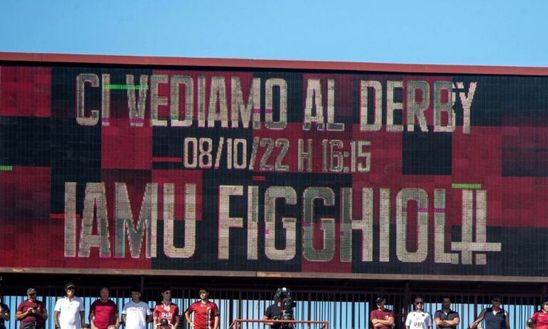 CI VEDIAMO AL DERBY
08/10/22 H 16:15
IAMU FIGGHIOLI!